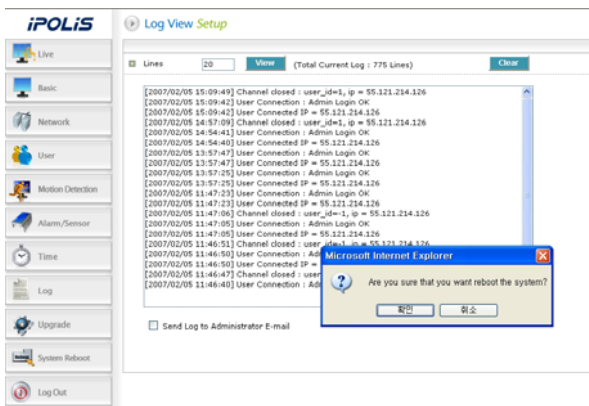 iPOLiS
Log View Setup
Live
Basic
Network
User
Motion Detection
Alarm/Sensor
Time
Log
Upgrade
System Reboot
Log Out
Lines 20 View (Total Current Log : 775 Lines) Clear
[2007/02/05 15:09:49] Channel closed : user_id=1, ip = 55.121.214.126
[2007/02/05 15:09:42] User Connection : Admin Login OK
[2007/02/05 15:09:42] User Connected IP = 55.121.214.126
[2007/02/05 14:57:09] Channel closed : user_id=1, ip = 55.121.214.126
[2007/02/05 14:54:41] User Connection : Admin Login OK
[2007/02/05 14:54:40] User Connected IP = 55.121.214.126
[2007/02/05 13:57:47] User Connection : Admin Login OK
[2007/02/05 13:57:47] User Connected IP = 55.121.214.126
[2007/02/05 13:57:25] User Connection : Admin Login OK
[2007/02/05 13:57:25] User Connected IP = 55.121.214.126
[2007/02/05 11:47:23] User Connection : Admin Login OK
[2007/02/05 11:47:23] User Connected IP = 55.121.214.126
[2007/02/05 11:47:06] Channel closed : user_id=-1, ip = 55.121.214.126
[2007/02/05 11:47:05] User Connection : Admin Login OK
[2007/02/05 11:47:05] User Connected IP = 55.121.214.126
[2007/02/05 11:46:51] Channel closed : user_id=-1, ip = 55.121.214.126
[2007/02/05 11:46:50] User Connection : Ad
[2007/02/05 11:46:50] User Connected IP =
[2007/02/05 11:46:47] Channel closed : user
[2007/02/05 11:46:40] User Connection : Ad
Send Log to Administrator E-mail
Microsoft Internet Explorer
Are you sure that you want reboot the system?
확인 취소